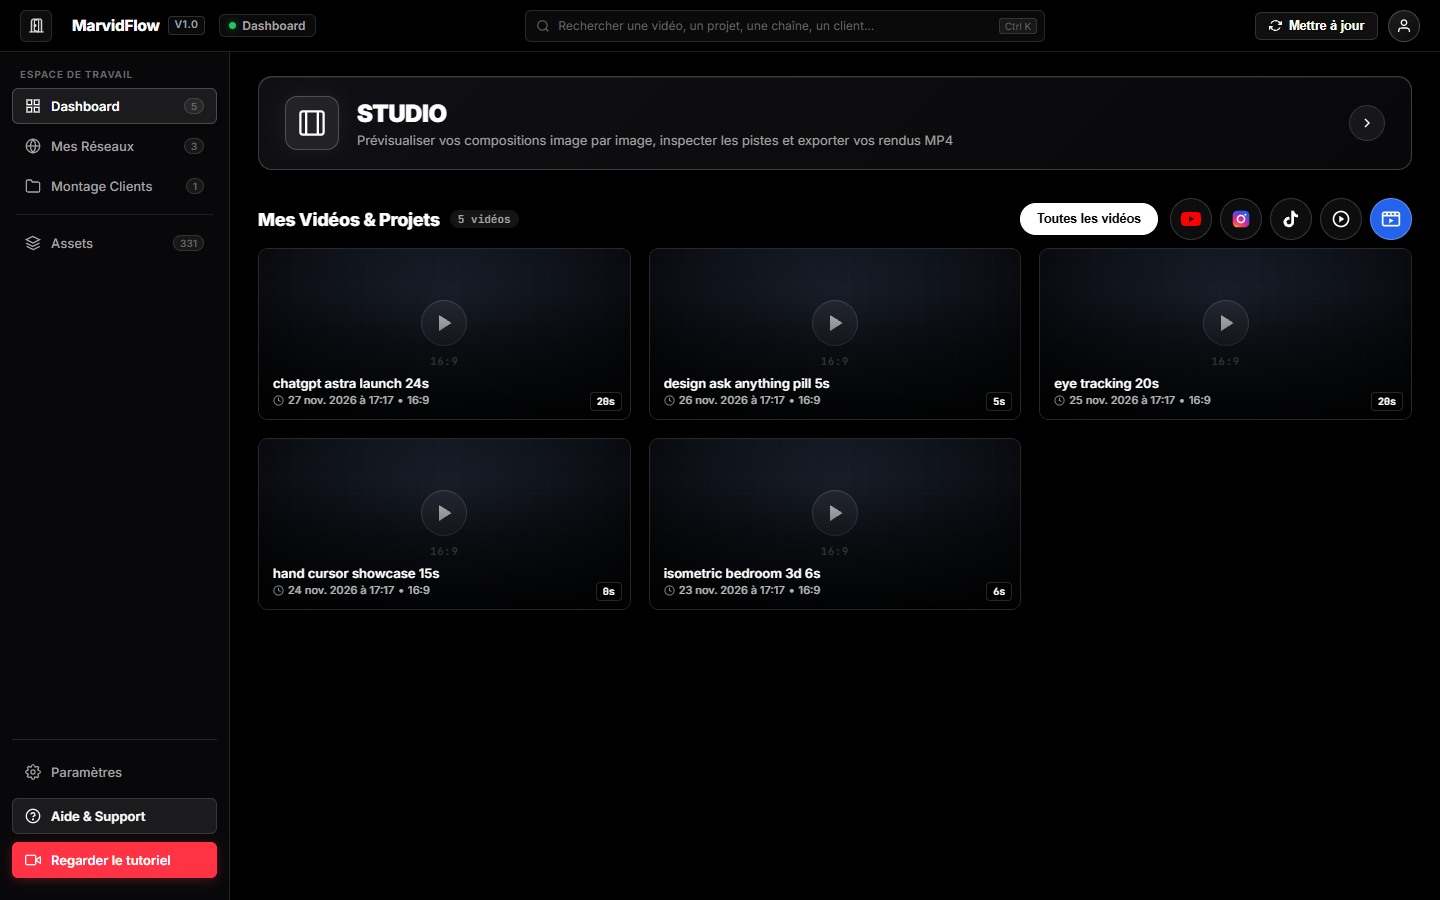 MarvidFlow V1.0 Dashboard
Rechercher une vidéo, un projet, une chaîne, un client... Ctrl K
Mettre à jour
ESPACE DE TRAVAIL
Dashboard 5
Mes Réseaux 3
Montage Clients 1
Assets 331
Paramètres
Aide & Support
Regarder le tutoriel
STUDIO
Prévisualiser vos compositions image par image, inspecter les pistes et exporter vos rendus MP4
Mes Vidéos & Projets 5 vidéos
Toutes les vidéos
16:9
chatgpt astra launch 24s
27 nov. 2026 à 17:17 • 16:9
20s
16:9
design ask anything pill 5s
26 nov. 2026 à 17:17 • 16:9
5s
16:9
eye tracking 20s
25 nov. 2026 à 17:17 • 16:9
20s
16:9
hand cursor showcase 15s
24 nov. 2026 à 17:17 • 16:9
0s
16:9
isometric bedroom 3d 6s
23 nov. 2026 à 17:17 • 16:9
6s